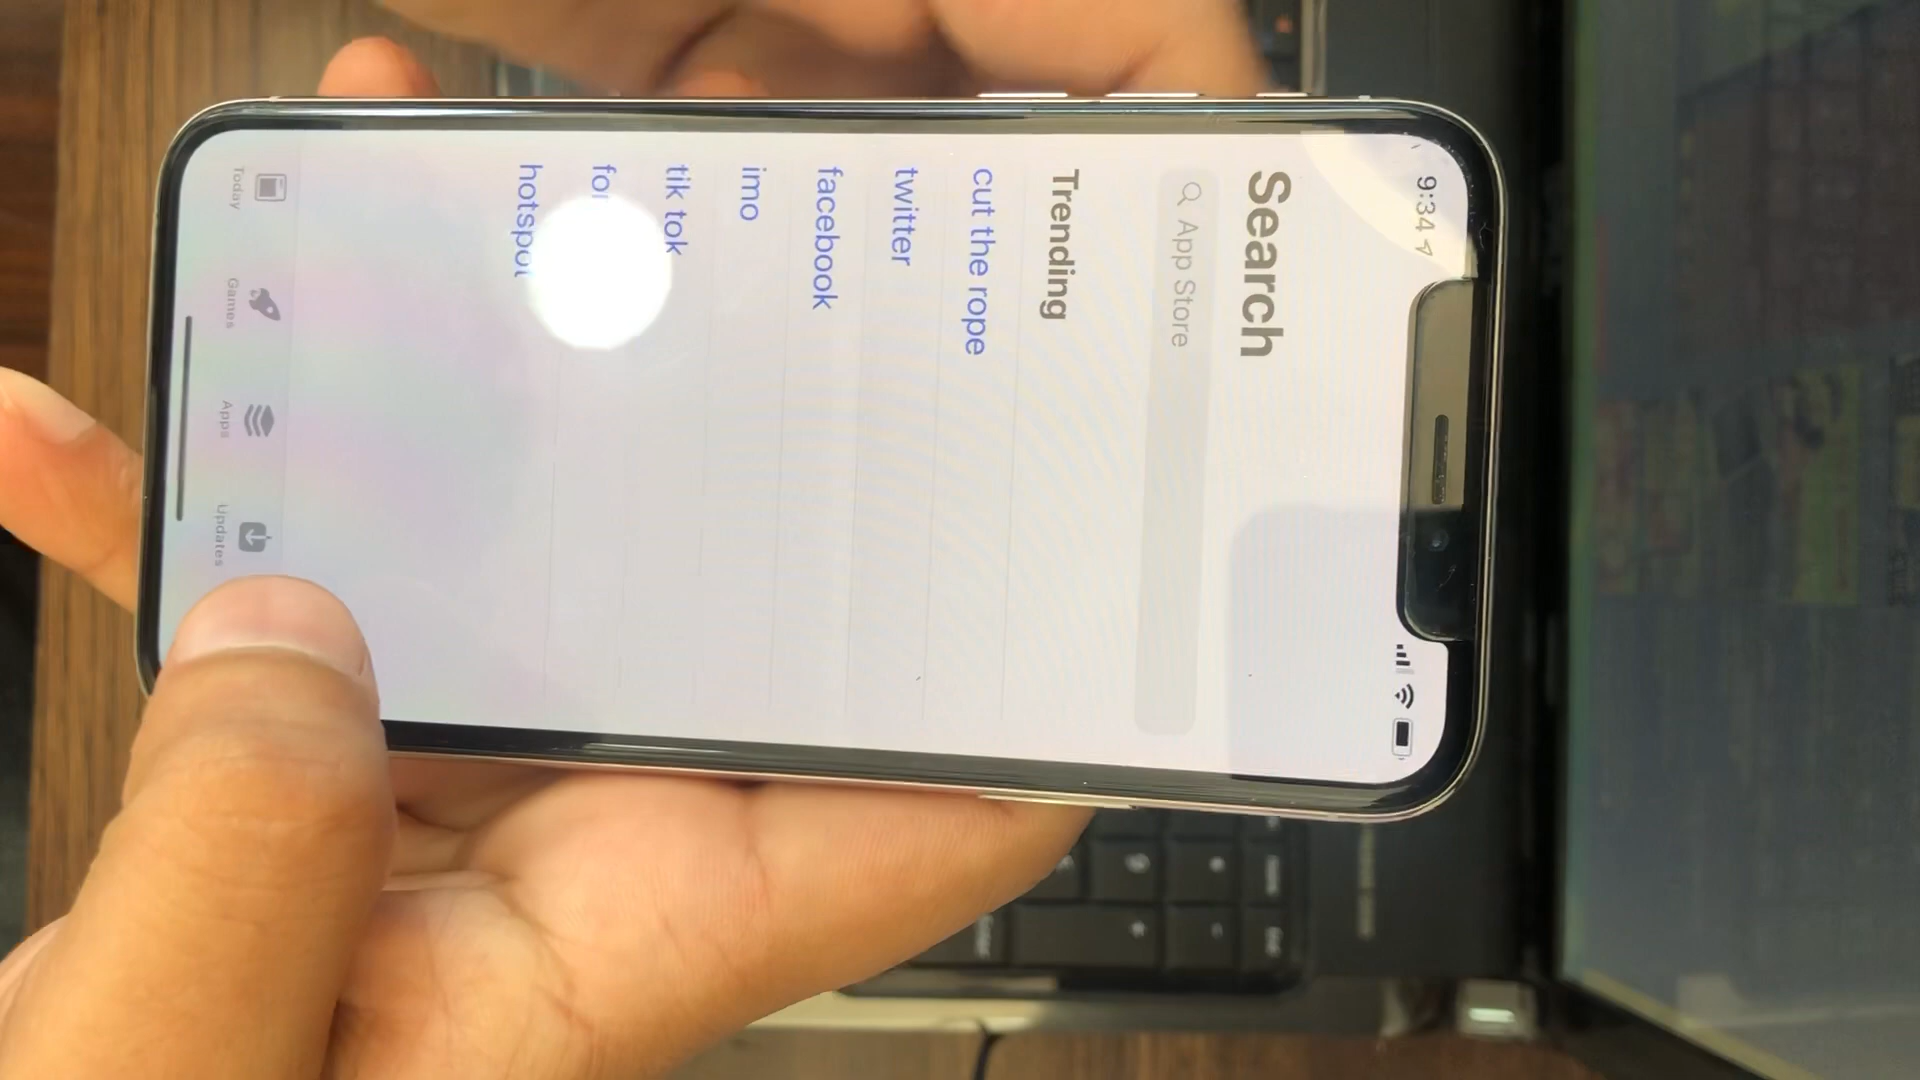 9:34
Search
App Store
Trending
cut the rope
twitter
facebook
imo
tik tok
hotspot
Today
Games
Apps
Updates